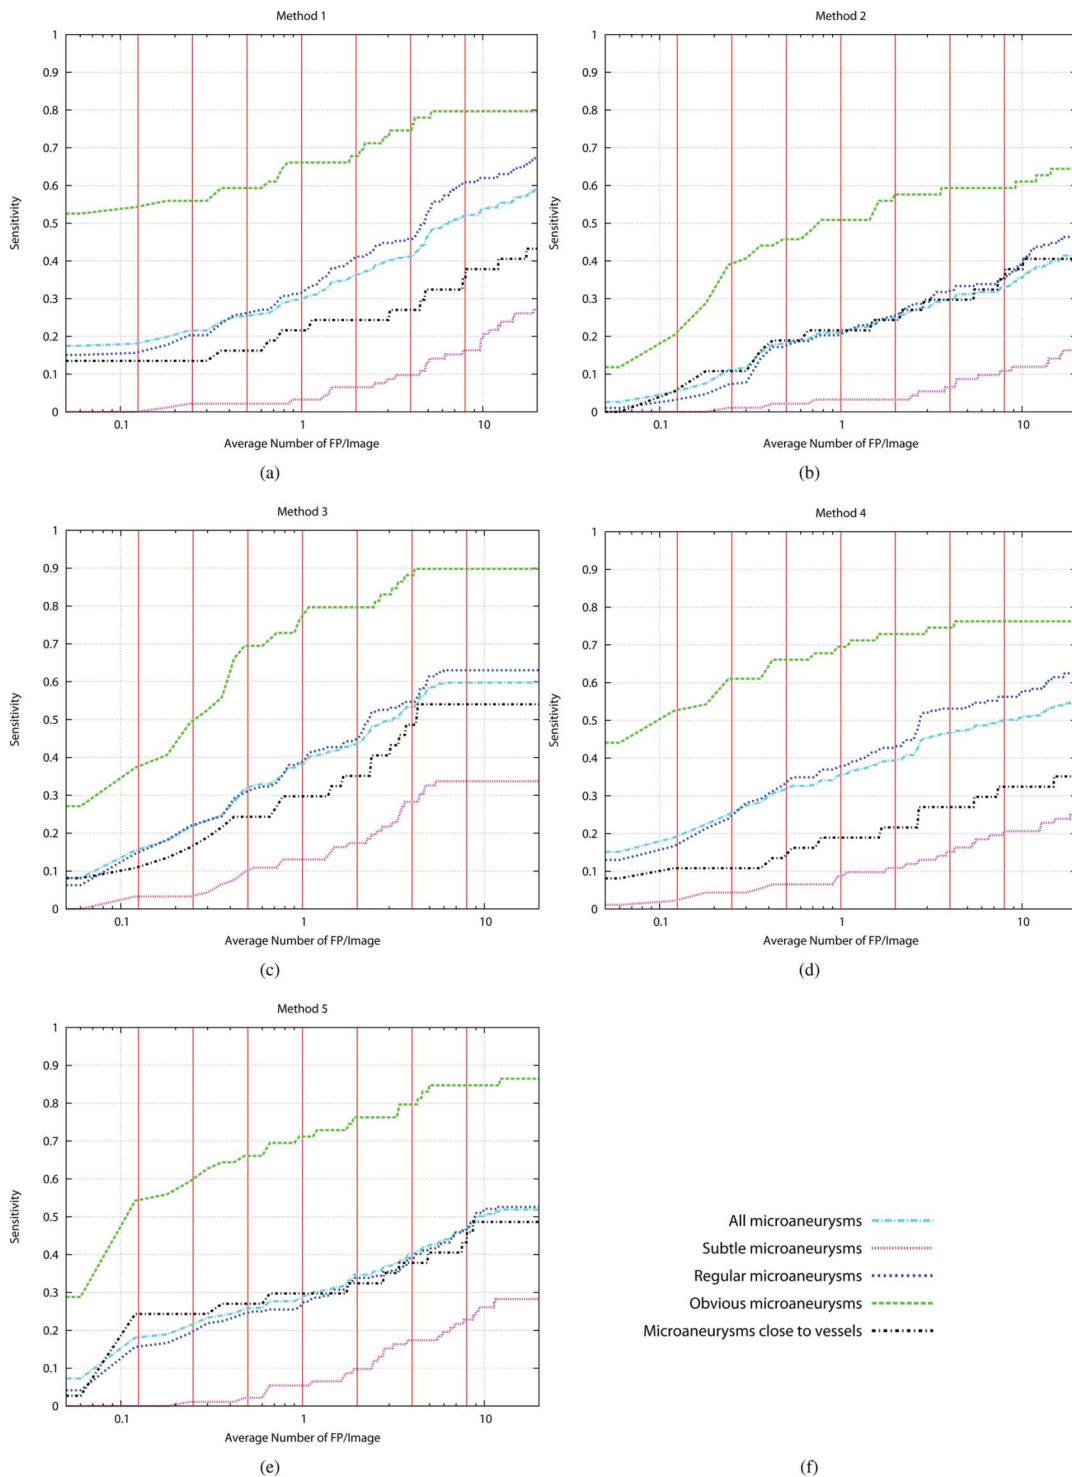 Method 1
1
0.9
0.8
0.7
0.6
0.5
0.4
0.3
0.2
0.1
0
Sensitivity
0.1 1 10
Average Number of FP/Image
(a)
Method 2
1
0.9
0.8
0.7
0.6
0.5
0.4
0.3
0.2
0.1
0
Sensitivity
0.1 1 10
Average Number of FP/Image
(b)
Method 3
1
0.9
0.8
0.7
0.6
0.5
0.4
0.3
0.2
0.1
0
Sensitivity
0.1 1 10
Average Number of FP/Image
(c)
Method 4
1
0.9
0.8
0.7
0.6
0.5
0.4
0.3
0.2
0.1
0
Sensitivity
0.1 1 10
Average Number of FP/Image
(d)
Method 5
1
0.9
0.8
0.7
0.6
0.5
0.4
0.3
0.2
0.1
0
Sensitivity
0.1 1 10
Average Number of FP/Image
(e)
All microaneurysms
Subtle microaneurysms
Regular microaneurysms
Obvious microaneurysms
Microaneurysms close to vessels
(f)